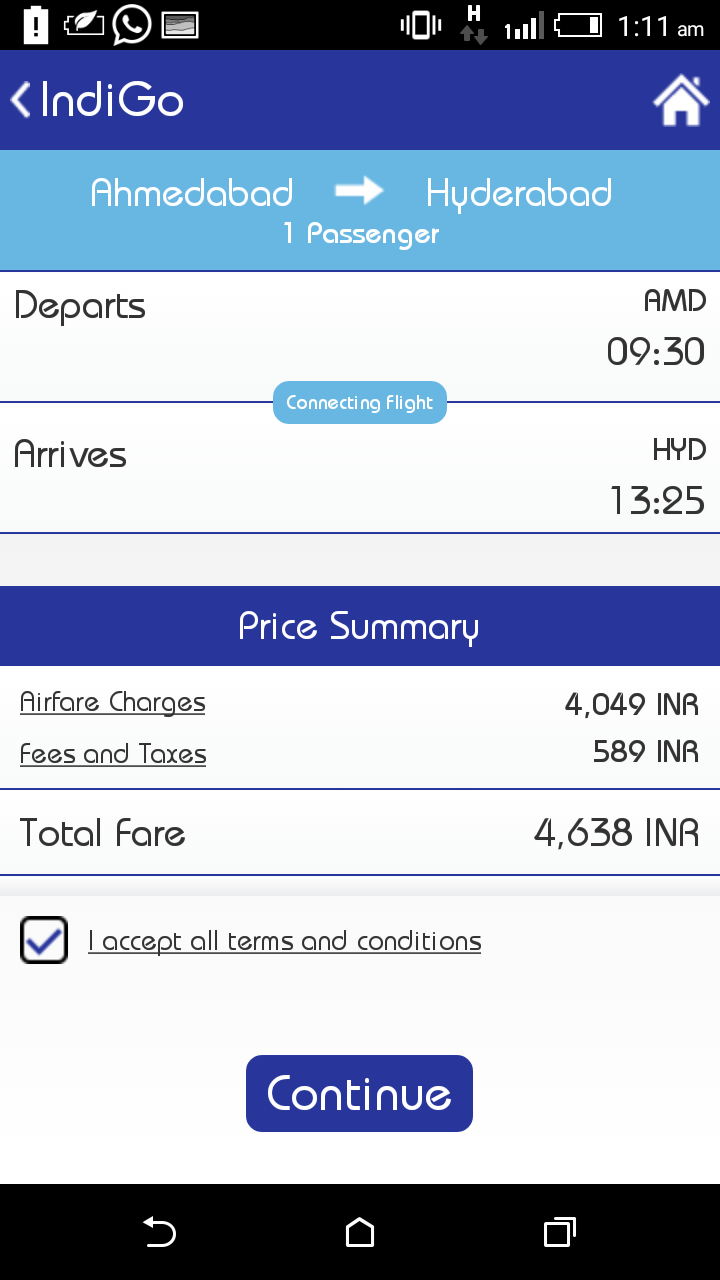 H
1:11 am
IndiGo
Ahmedabad Hyderabad
1 Passenger
Departs AMD
09:30
Connecting flight
Arrives HYD
13:25
Price Summary
Airfare Charges 4,049 INR
Fees and Taxes 589 INR
Total Fare 4,638 INR
I accept all terms and conditions
Continue